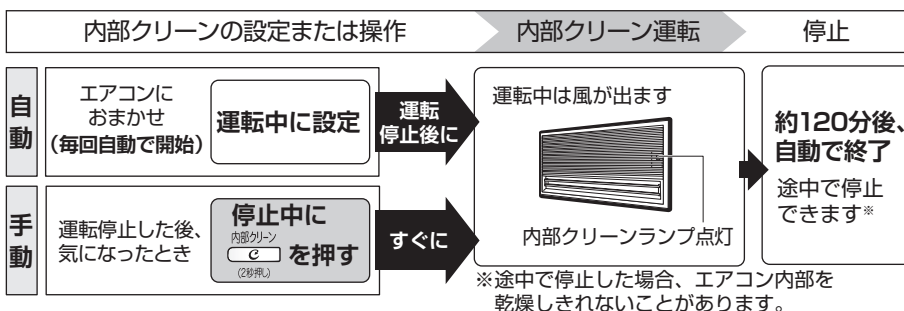 内部クリーンの設定または操作
内部クリーン運転
停止
自動
エアコンに
おまかせ
(毎回自動で開始)
運転中に設定
運転
停止後に
手動
運転停止した後、
気になったとき
停止中に
内部クリーン
C
を押す
(2秒押し)
すぐに
運転中は風が出ます
内部クリーンランプ点灯
約120分後、
自動で終了
途中で停止
できます※
※途中で停止した場合、エアコン内部を
乾燥しきれないことがあります。